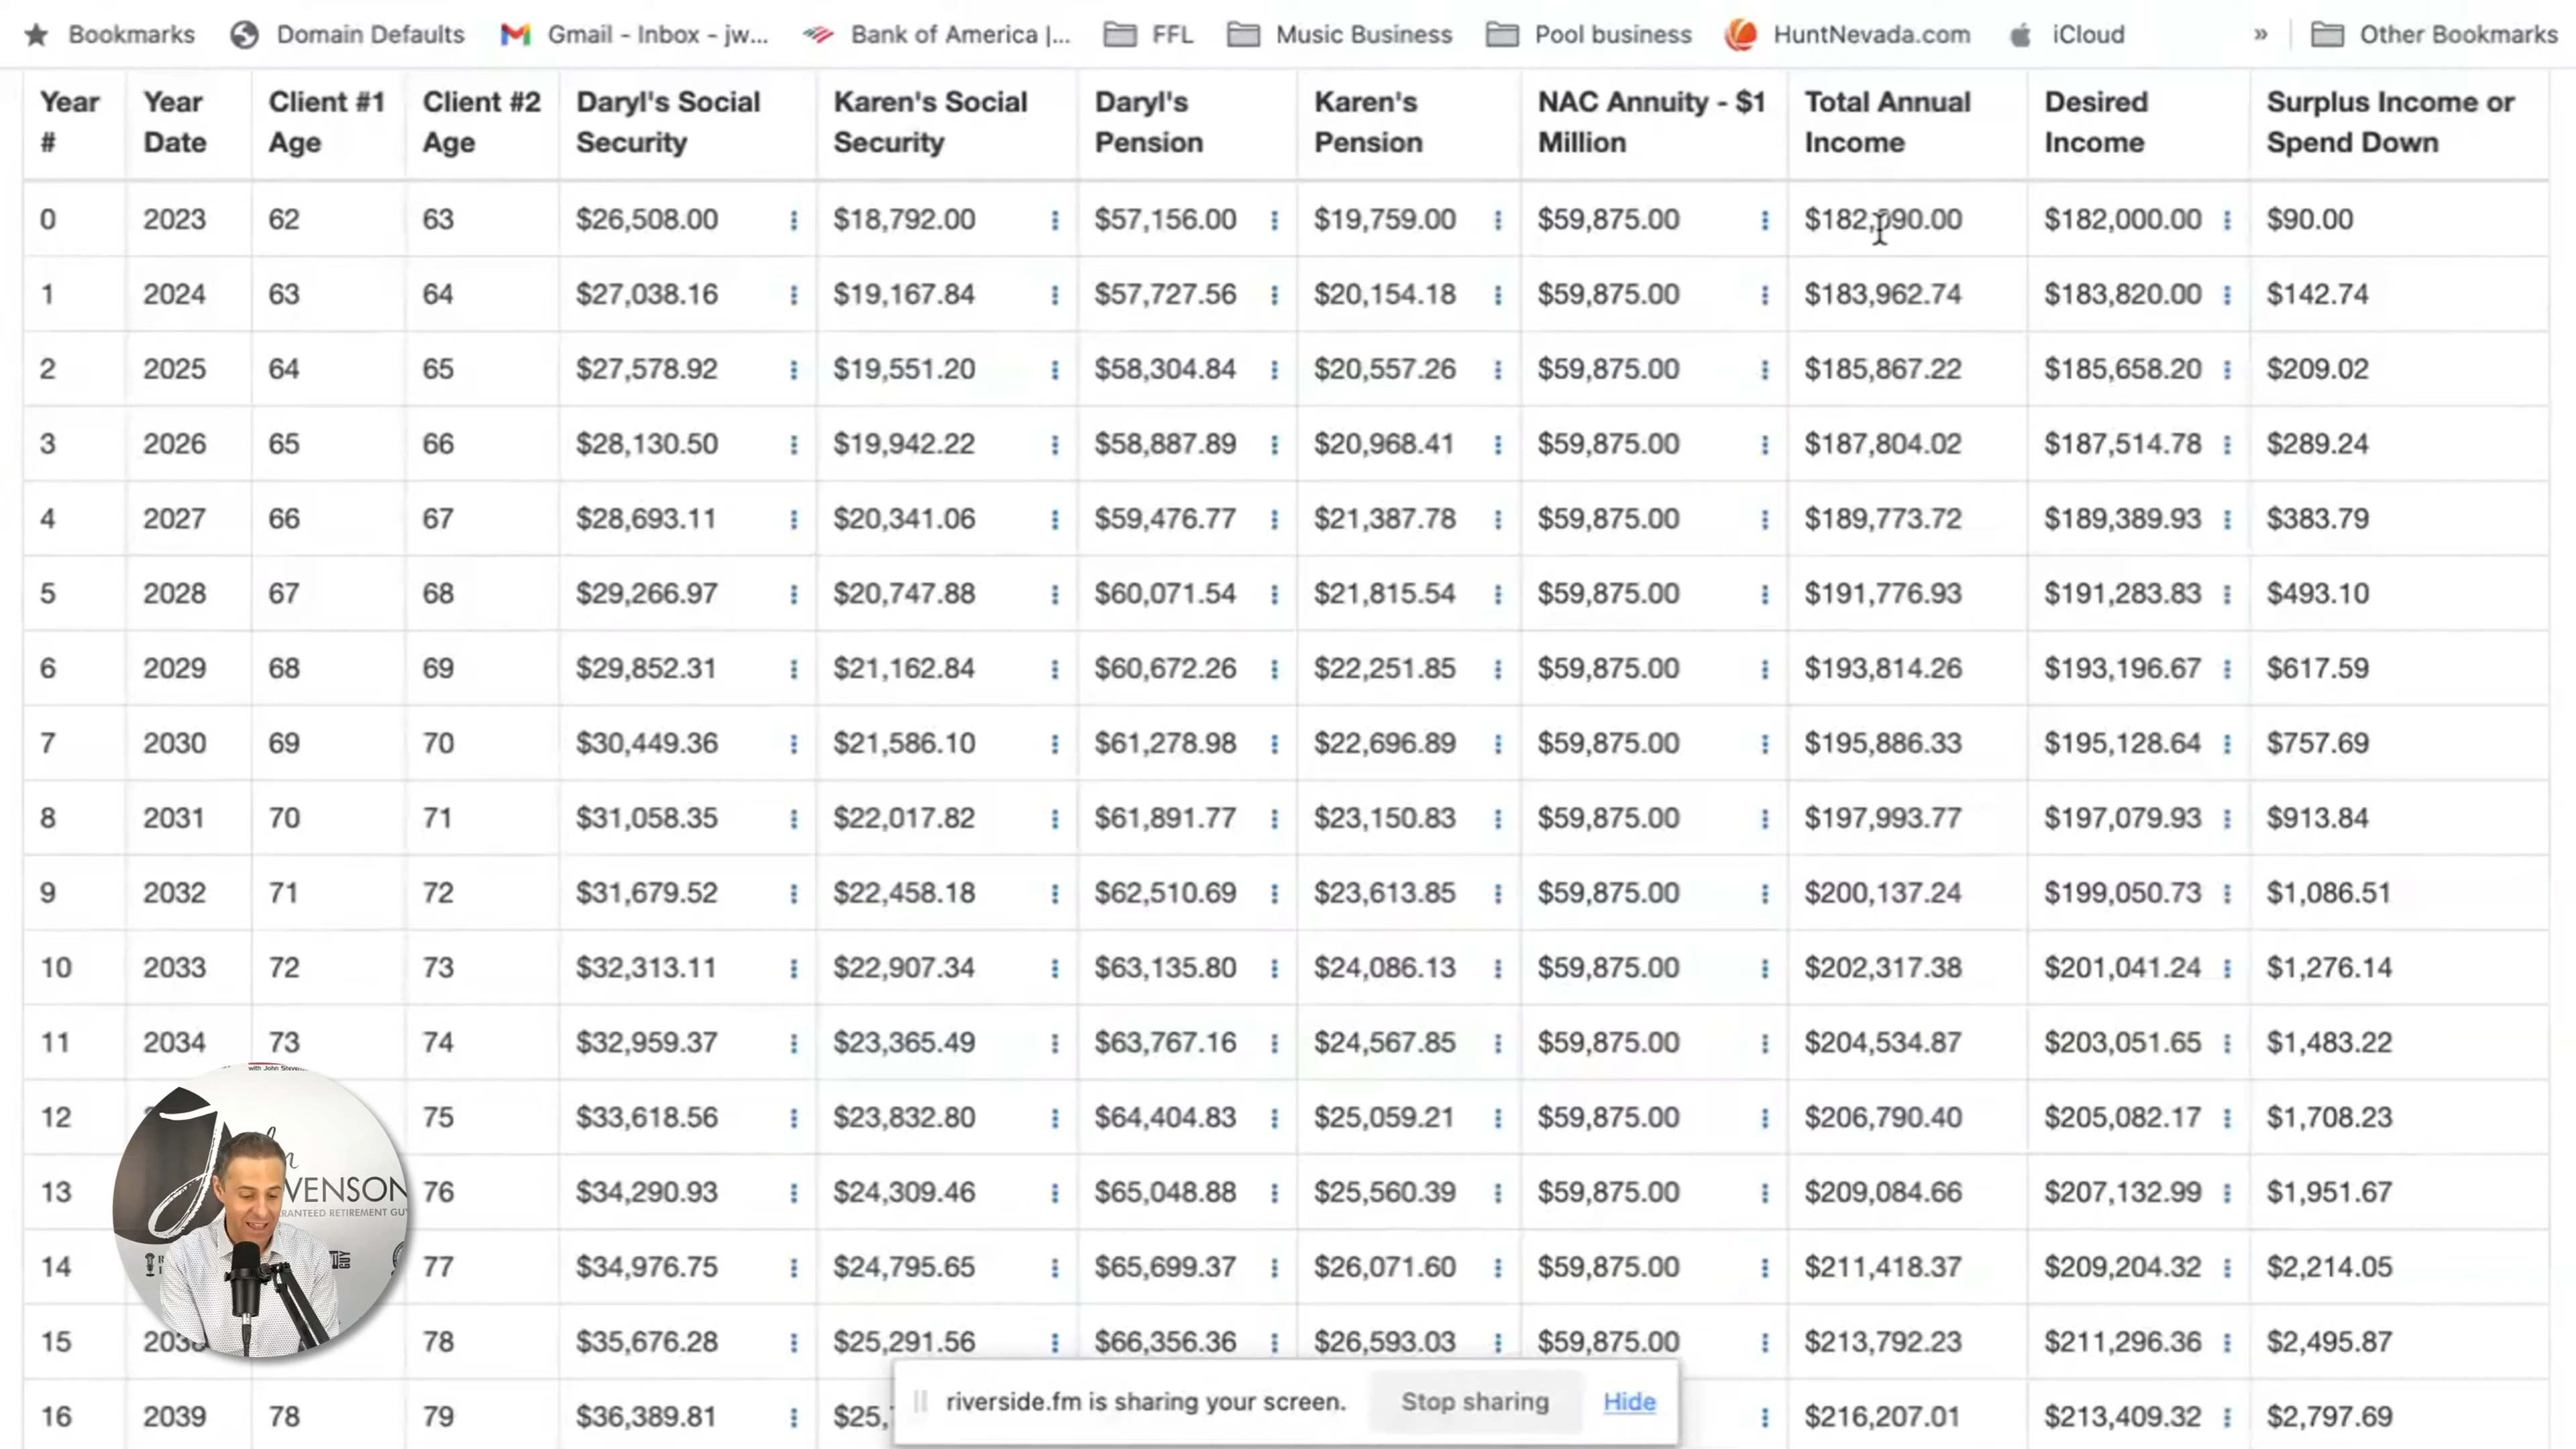 Bookmarks Domain Defaults Gmail - Inbox - jw... Bank of America |... FFL Music Business Pool business HuntNevada.com iCloud » Other Bookmarks
Year # Year Date Client #1 Age Client #2 Age Daryl's Social Security Karen's Social Security Daryl's Pension Karen's Pension NAC Annuity - $1 Million Total Annual Income Desired Income Surplus Income or Spend Down
0 2023 62 63 $26,508.00 $18,792.00 $57,156.00 $19,759.00 $59,875.00 $182,090.00 $182,000.00 $90.00
1 2024 63 64 $27,038.16 $19,167.84 $57,727.56 $20,154.18 $59,875.00 $183,962.74 $183,820.00 $142.74
2 2025 64 65 $27,578.92 $19,551.20 $58,304.84 $20,557.26 $59,875.00 $185,867.22 $185,658.20 $209.02
3 2026 65 66 $28,130.50 $19,942.22 $58,887.89 $20,968.41 $59,875.00 $187,804.02 $187,514.78 $289.24
4 2027 66 67 $28,693.11 $20,341.06 $59,476.77 $21,387.78 $59,875.00 $189,773.72 $189,389.93 $383.79
5 2028 67 68 $29,266.97 $20,747.88 $60,071.54 $21,815.54 $59,875.00 $191,776.93 $191,283.83 $493.10
6 2029 68 69 $29,852.31 $21,162.84 $60,672.26 $22,251.85 $59,875.00 $193,814.26 $193,196.67 $617.59
7 2030 69 70 $30,449.36 $21,586.10 $61,278.98 $22,696.89 $59,875.00 $195,886.33 $195,128.64 $757.69
8 2031 70 71 $31,058.35 $22,017.82 $61,891.77 $23,150.83 $59,875.00 $197,993.77 $197,079.93 $913.84
9 2032 71 72 $31,679.52 $22,458.18 $62,510.69 $23,613.85 $59,875.00 $200,137.24 $199,050.73 $1,086.51
10 2033 72 73 $32,313.11 $22,907.34 $63,135.80 $24,086.13 $59,875.00 $202,317.38 $201,041.24 $1,276.14
11 2034 73 74 $32,959.37 $23,365.49 $63,767.16 $24,567.85 $59,875.00 $204,534.87 $203,051.65 $1,483.22
12 75 $33,618.56 $23,832.80 $64,404.83 $25,059.21 $59,875.00 $206,790.40 $205,082.17 $1,708.23
13 76 $34,290.93 $24,309.46 $65,048.88 $25,560.39 $59,875.00 $209,084.66 $207,132.99 $1,951.67
14 77 $34,976.75 $24,795.65 $65,699.37 $26,071.60 $59,875.00 $211,418.37 $209,204.32 $2,214.05
15 78 $35,676.28 $25,291.56 $66,356.36 $26,593.03 $59,875.00 $213,792.23 $211,296.36 $2,495.87
16 2039 78 79 $36,389.81 $25, $216,207.01 $213,409.32 $2,797.69
with John Steve
VENSON
RANTEED RETIREMENT GU
riverside.fm is sharing your screen. Stop sharing Hide